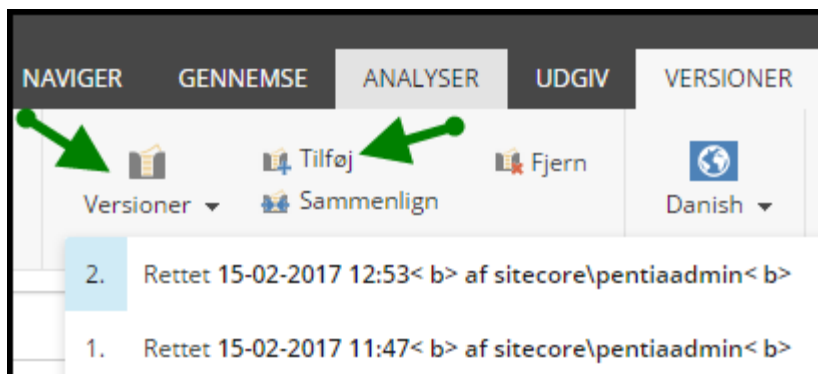 NAVIGER GENNEMSE ANALYSER UDGIV VERSIONER
Tilføj Fjern
Versioner Sammenlign Danish
2. Rettet 15-02-2017 12:53< b> af sitecore\pentiaadmin< b>
1. Rettet 15-02-2017 11:47< b> af sitecore\pentiaadmin< b>